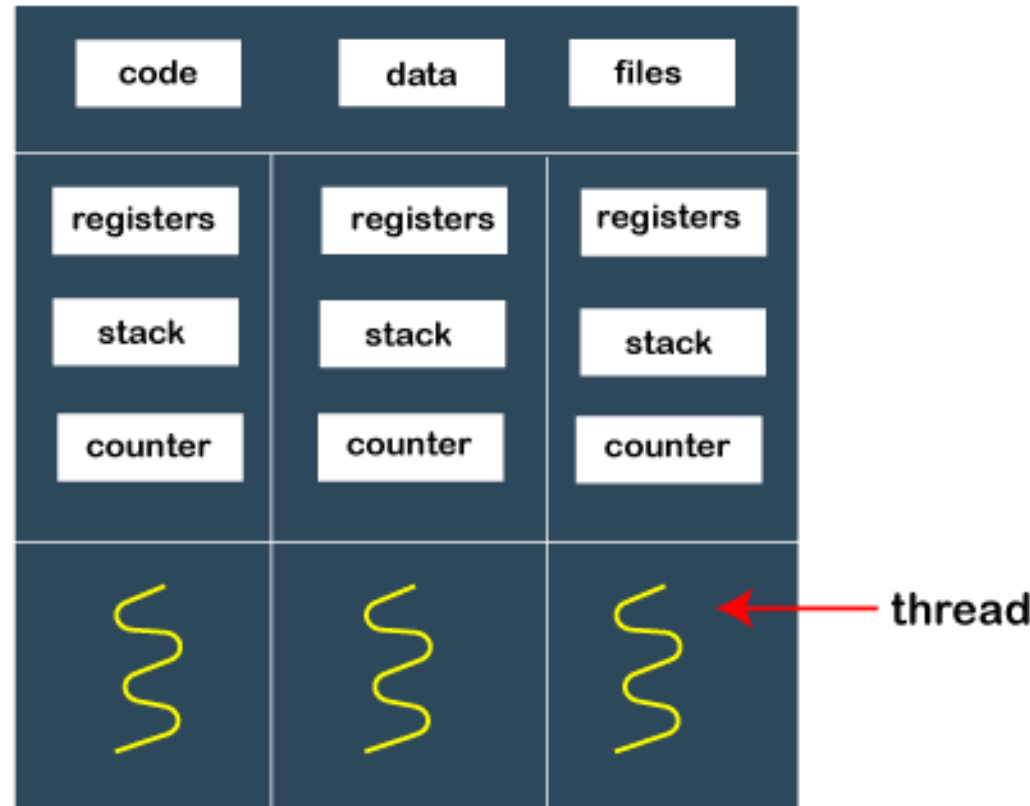 code data files
registers registers registers
stack stack stack
counter counter counter
thread